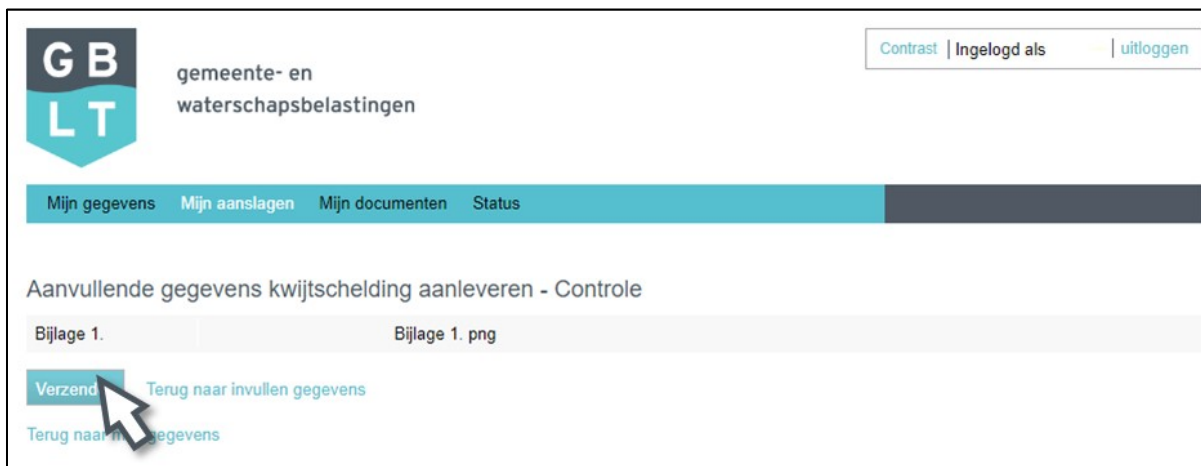 G B
L T
gemeente- en
waterschapsbelastingen
Contrast | Ingelogd als | uitloggen
Mijn gegevens Mijn aanslagen Mijn documenten Status
Aanvullende gegevens kwijtschelding aanleveren - Controle
Bijlage 1. Bijlage 1. png
Terug naar invullen gegevens
Terug naar gegevens